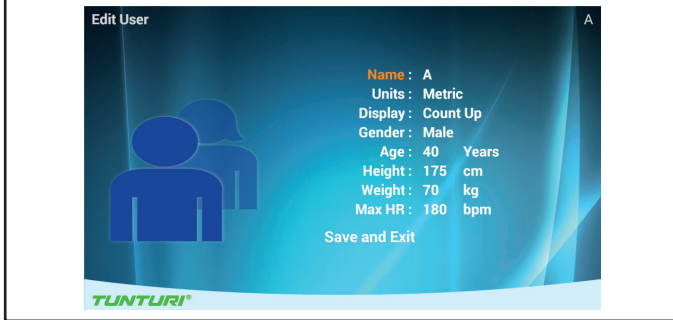 Edit User
A
Name : A
Units : Metric
Display : Count Up
Gender : Male
Age : 40 Years
Height : 175 cm
Weight : 70 kg
Max HR : 180 bpm
Save and Exit
TUNTURI®